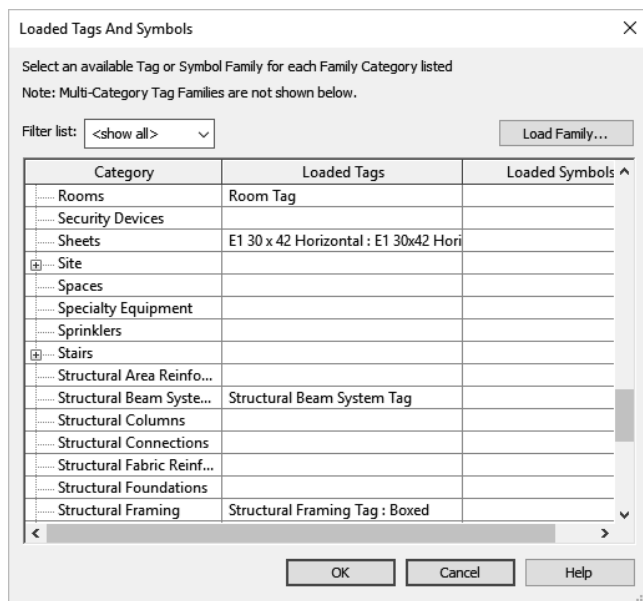 Loaded Tags And Symbols
Select an available Tag or Symbol Family for each Family Category listed
Note: Multi-Category Tag Families are not shown below.
Filter list: <show all> Load Family...
Category Loaded Tags Loaded Symbols
Rooms Room Tag
Security Devices
Sheets E1 30 x 42 Horizontal : E1 30x42 Hori
Site
Spaces
Specialty Equipment
Sprinklers
Stairs
Structural Area Reinfo...
Structural Beam Syste... Structural Beam System Tag
Structural Columns
Structural Connections
Structural Fabric Reinf...
Structural Foundations
Structural Framing Structural Framing Tag : Boxed
OK Cancel Help